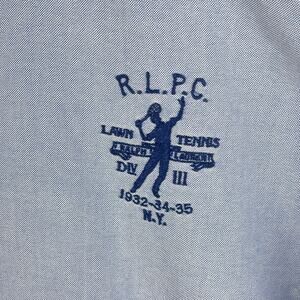 R.L.P.C.
LAWN TENNIS
RALPH LAUREN
DIV III
1932-34-35
N.Y.